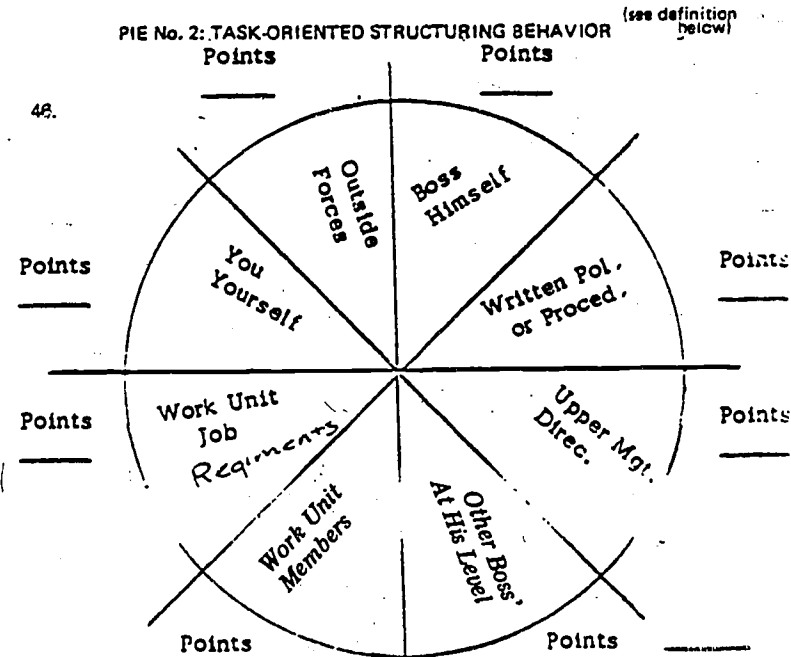 (see definition
PIE No. 2: TASK-ORIENTED STRUCTURING BEHAVIOR below)
Points Points
46.
Outside
Forces
Boss
Himself
You
Yourself
Points
Points
Written Pol.
or Proced.
Work Unit
Job
Reqirments
Points
Points
Upper Mgt.
Direc.
Work Unit
Members
Other Boss'
At His Level
Points Points